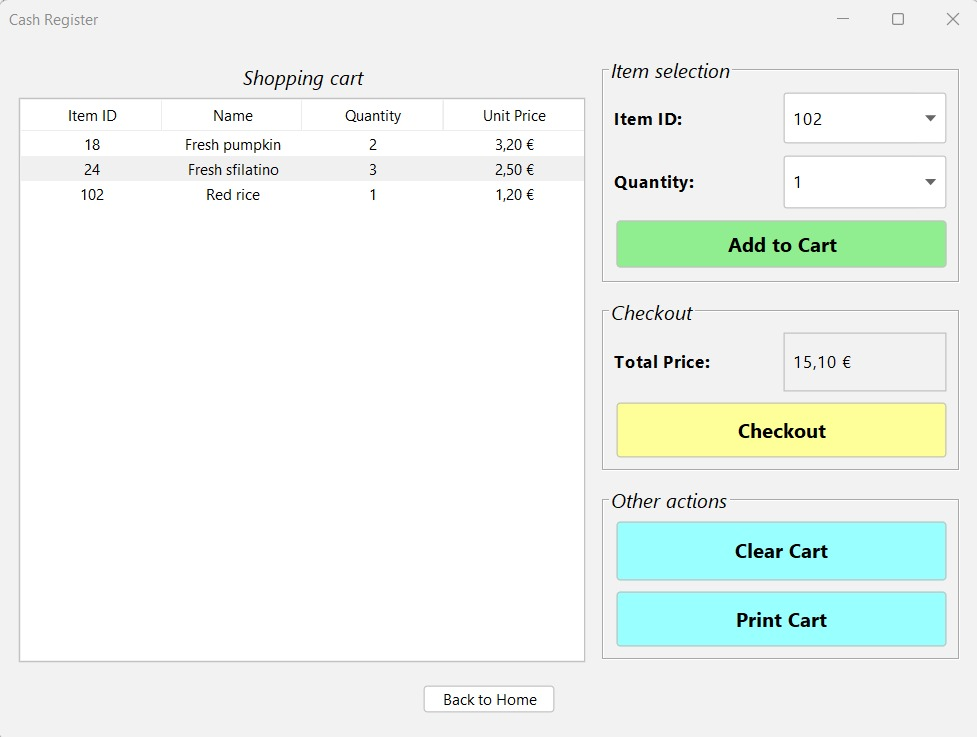 Cash Register
Shopping cart
Item ID Name Quantity Unit Price
18 Fresh pumpkin 2 3,20 €
24 Fresh sfilatino 3 2,50 €
102 Red rice 1 1,20 €
Item selection
Item ID: 102
Quantity: 1
Add to Cart
Checkout
Total Price: 15,10 €
Checkout
Other actions
Clear Cart
Print Cart
Back to Home